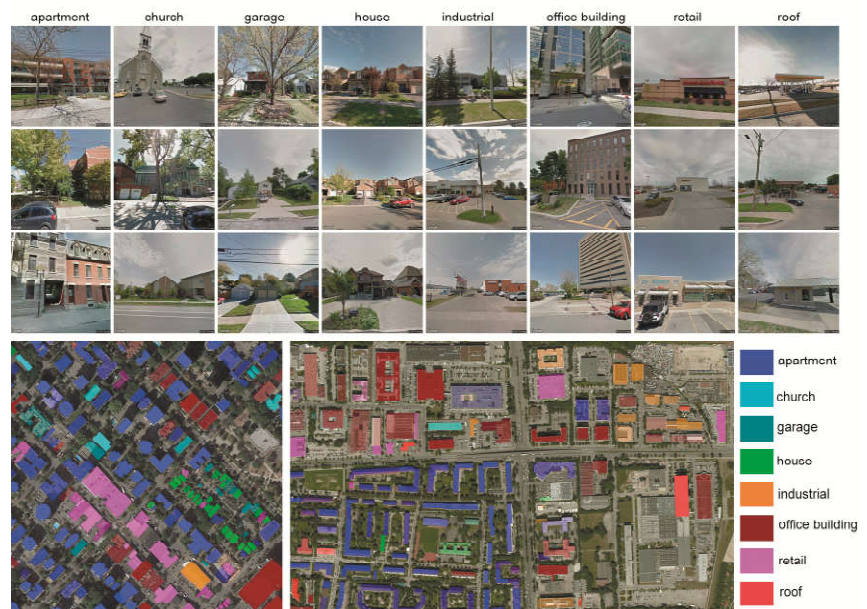 apartment church garage house industrial office building retail roof
apartment
church
garage
house
industrial
office building
retail
roof